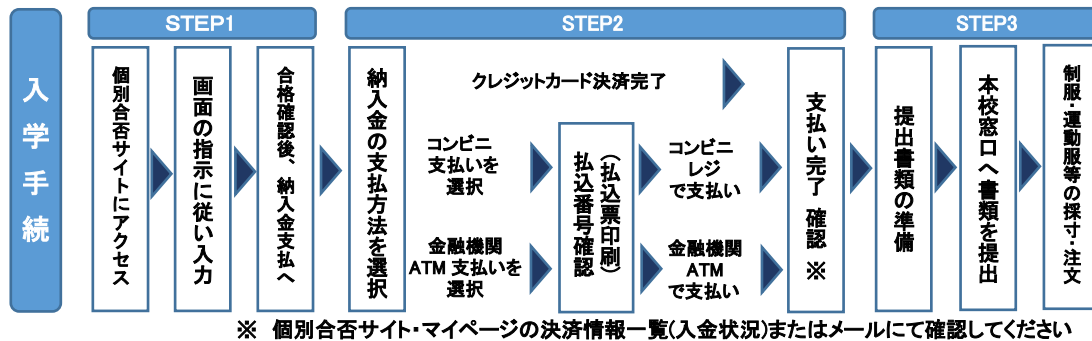 入学手続
STEP1
個別合否サイトにアクセス
画面の指示に従い入力
合格確認後、納入金支払へ
STEP2
納入金の支払方法を選択
クレジットカード決済完了
コンビニ
支払いを
選択
金融機関
ATM 支払いを
選択
払込番号確認
(払込票印刷)
コンビニ
レジ
で支払い
金融機関
ATM
で支払い
支払い完了 確認 ※
STEP3
提出書類の準備
本校窓口へ書類を提出
制服・運動服等の採寸・注文
※ 個別合否サイト・マイページの決済情報一覧(入金状況)またはメールにて確認してください